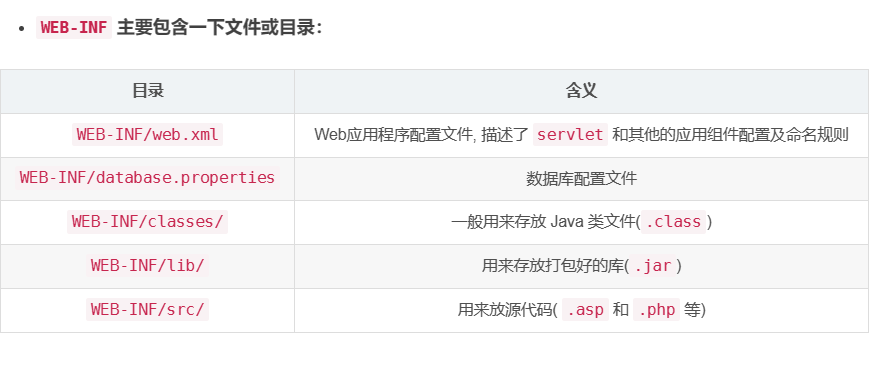 WEB-INF 主要包含一下文件或目录：
目录 含义
WEB-INF/web.xml Web应用程序配置文件, 描述了 servlet 和其他的应用组件配置及命名规则
WEB-INF/database.properties 数据库配置文件
WEB-INF/classes/ 一般用来存放 Java 类文件( .class )
WEB-INF/lib/ 用来存放打包好的库( .jar )
WEB-INF/src/ 用来放源代码( .asp 和 .php 等)